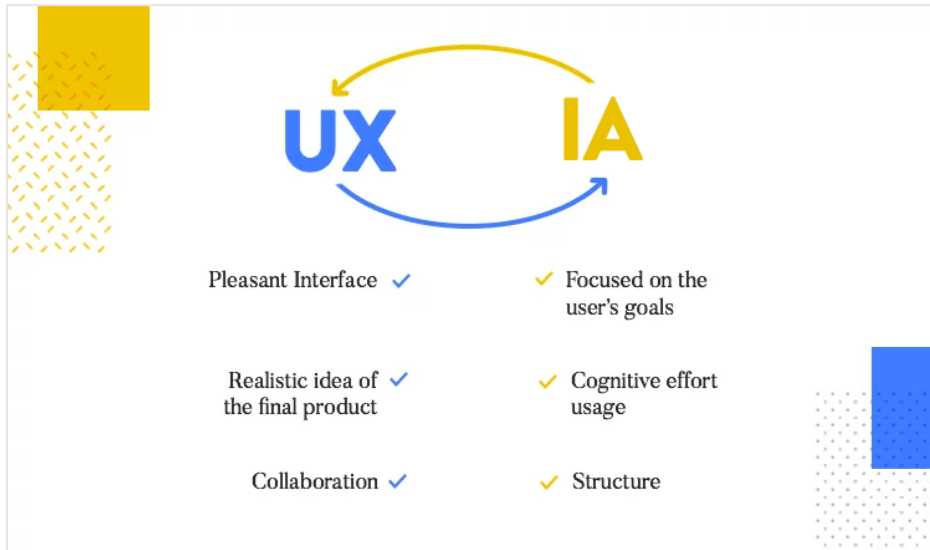 UX
IA
Pleasant Interface
Focused on the
user's goals
Realistic idea of
the final product
Cognitive effort
usage
Collaboration
Structure